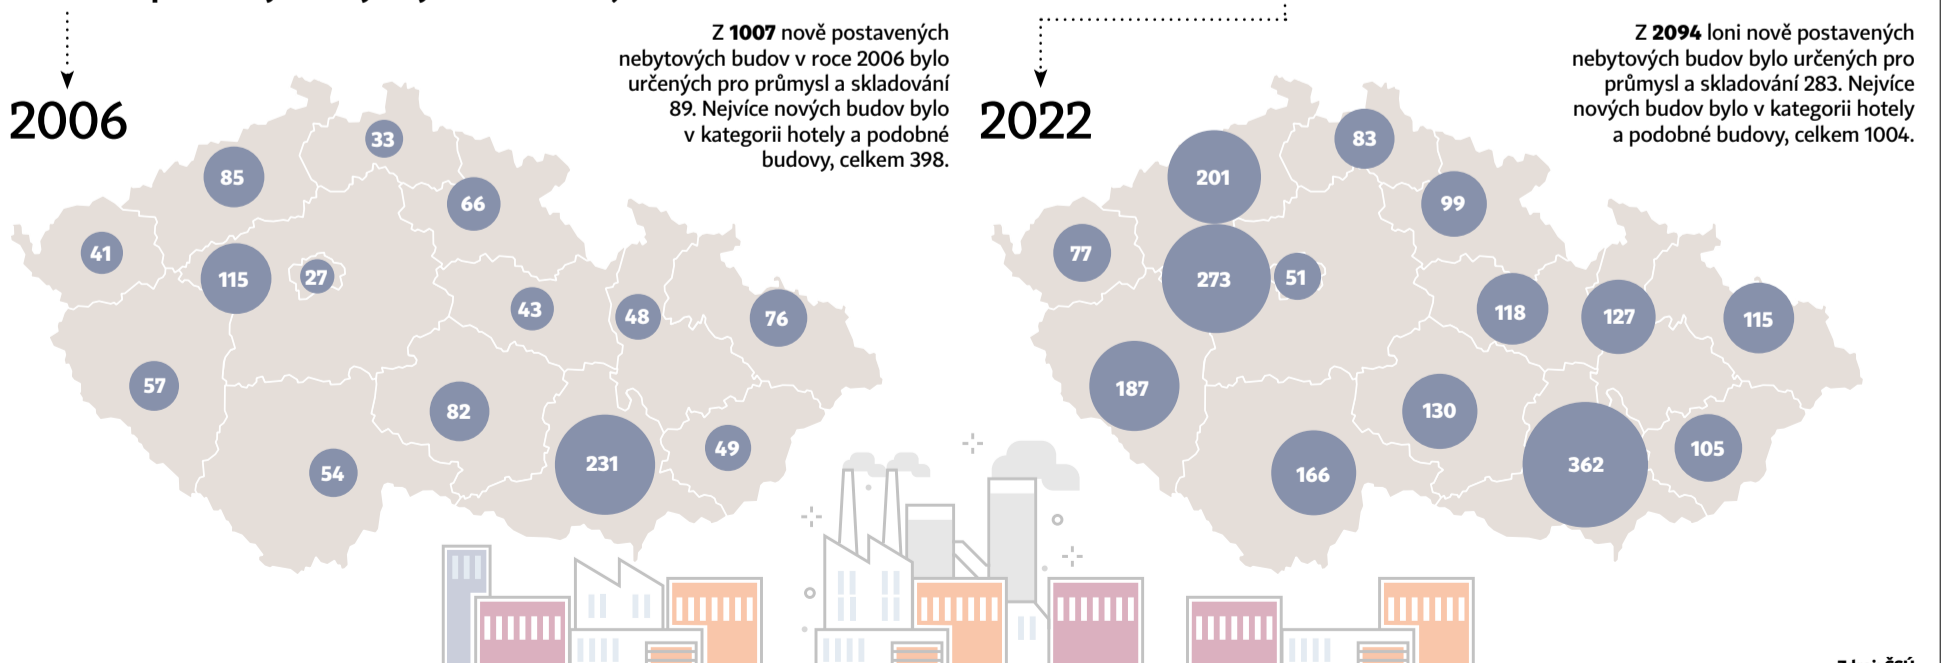 2006
Z 1007 nově postavených
nebytových budov v roce 2006 bylo
určených pro průmysl a skladování
89. Nejvíce nových budov bylo
v kategorii hotely a podobné
budovy, celkem 398.
33
85
66
41
115
27
43
48
76
57
82
231
49
54
2022
Z 2094 loni nově postavených
nebytových budov bylo určených pro
průmysl a skladování 283. Nejvíce
nových budov bylo v kategorii hotely
a podobné budovy, celkem 1004.
83
201
99
77
273
51
118
127
115
187
130
362
105
166